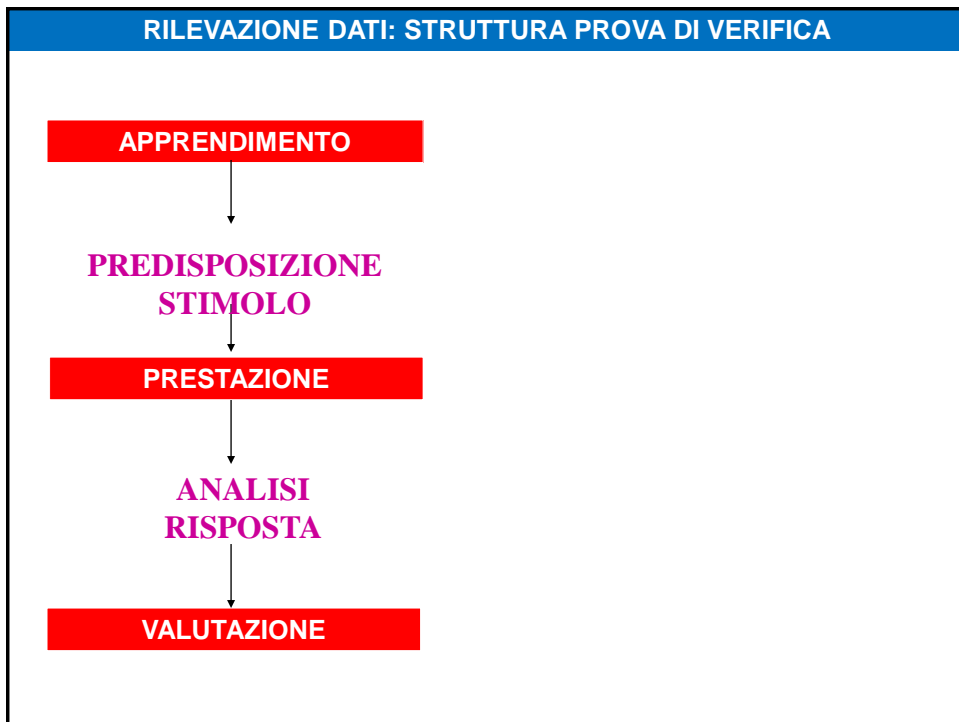 RILEVAZIONE DATI: STRUTTURA PROVA DI VERIFICA
APPRENDIMENTO
PREDISPOSIZIONE
STIMOLO
PRESTAZIONE
ANALISI
RISPOSTA
VALUTAZIONE